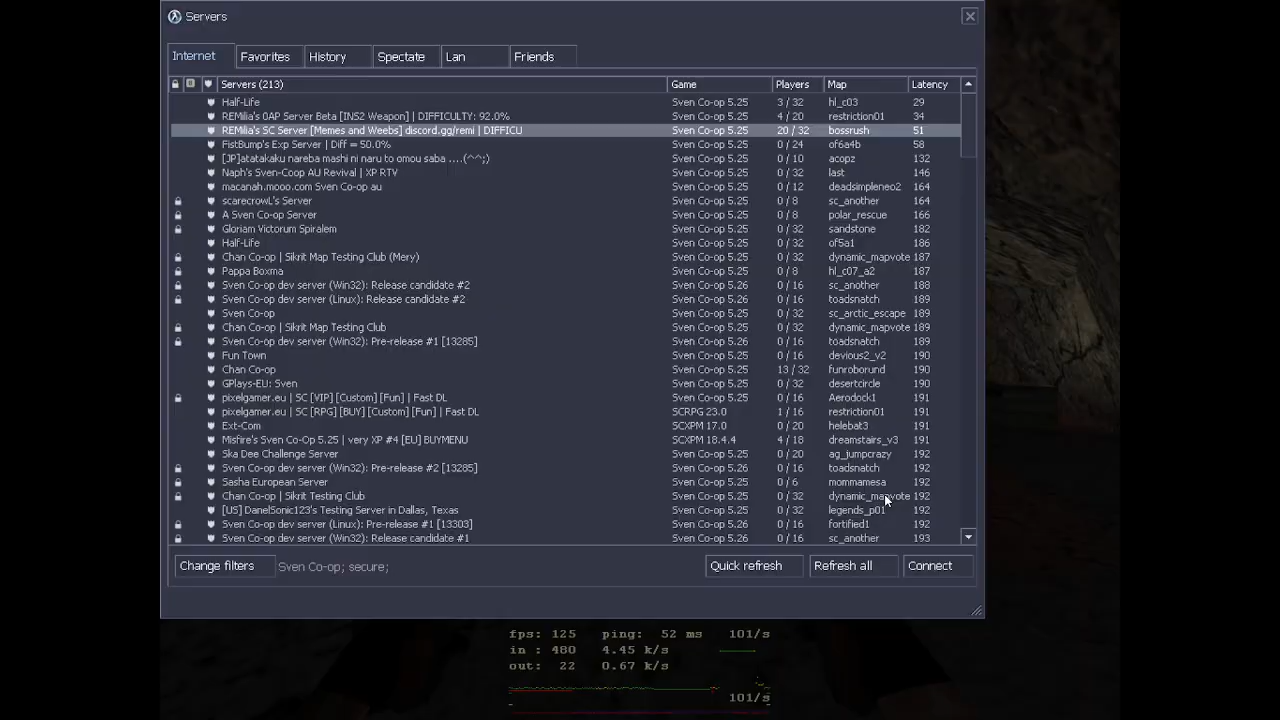 Servers
Internet Favorites History Spectate Lan Friends
Servers (213) Game Players Map Latency
Half-Life Sven Co-op 5.25 3 / 32 hl_c03 29
REMilia's 0AP Server Beta [INS2 Weapon] | DIFFICULTY: 92.0% Sven Co-op 5.25 4 / 20 restriction01 34
REMilia's SC Server [Memes and Weebs] discord.gg/remi | DIFFICU Sven Co-op 5.25 20 / 32 bossrush 51
FistBump's Exp Server | Diff = 50.0% Sven Co-op 5.25 0 / 24 of6a4b 58
[JP]atatakaku nareba mashi ni naru to omou saba ....(^^;) Sven Co-op 5.25 0 / 10 acopz 132
Naph's Sven-Coop AU Revival | XP RTV Sven Co-op 5.25 0 / 32 last 146
macanah.mooo.com Sven Co-op au Sven Co-op 5.25 0 / 12 deadsimpleneo2 164
scarecrowL's Server Sven Co-op 5.25 0 / 8 sc_another 164
A Sven Co-op Server Sven Co-op 5.25 0 / 8 polar_rescue 166
Gloriam Victorum Spiralem Sven Co-op 5.25 0 / 32 sandstone 182
Half-Life Sven Co-op 5.25 0 / 32 of5a1 186
Chan Co-op | Sikrit Map Testing Club (Mery) Sven Co-op 5.25 0 / 32 dynamic_mapvote 187
Pappa Boxma Sven Co-op 5.25 0 / 8 hl_c07_a2 187
Sven Co-op dev server (Win32): Release candidate #2 Sven Co-op 5.26 0 / 16 sc_another 188
Sven Co-op dev server (Linux): Release candidate #2 Sven Co-op 5.26 0 / 16 toadsnatch 189
Sven Co-op Sven Co-op 5.25 0 / 32 sc_arctic_escape 189
Chan Co-op | Sikrit Map Testing Club Sven Co-op 5.25 0 / 32 dynamic_mapvote 189
Sven Co-op dev server (Win32): Pre-release #1 [13285] Sven Co-op 5.26 0 / 16 toadsnatch 189
Fun Town Sven Co-op 5.25 0 / 16 devious2_v2 190
Chan Co-op Sven Co-op 5.25 13 / 32 funroborund 190
GPlays-EU: Sven Sven Co-op 5.25 0 / 32 desertcircle 190
pixelgamer.eu | SC [VIP] [Custom] [Fun] | Fast DL Sven Co-op 5.25 0 / 16 Aerodock1 191
pixelgamer.eu | SC [RPG] [BUY] [Custom] [Fun] | Fast DL SCRPG 23.0 1 / 16 restriction01 191
Ext-Com SCXPM 17.0 0 / 20 helebat3 191
Misfire's Sven Co-Op 5.25 | very XP #4 [EU] BUYMENU SCXPM 18.4.4 4 / 18 dreamstairs_v3 191
Ska Dee Challenge Server Sven Co-op 5.25 0 / 20 ag_jumpcrazy 192
Sven Co-op dev server (Win32): Pre-release #2 [13285] Sven Co-op 5.26 0 / 16 toadsnatch 192
Sasha European Server Sven Co-op 5.25 0 / 6 mommamesa 192
Chan Co-op | Sikrit Testing Club Sven Co-op 5.25 0 / 32 dynamic_mapvote 192
[US] DanelSonic123's Testing Server in Dallas, Texas Sven Co-op 5.25 0 / 32 legends_p01 192
Sven Co-op dev server (Linux): Pre-release #1 [13303] Sven Co-op 5.26 0 / 16 fortified1 192
Sven Co-op dev server (Win32): Release candidate #1 Sven Co-op 5.26 0 / 16 sc_another 193
Change filters Sven Co-op; secure; Quick refresh Refresh all Connect
fps: 125 ping: 52 ms 101/s
in : 480 4.45 k/s
out: 22 0.67 k/s
101/s